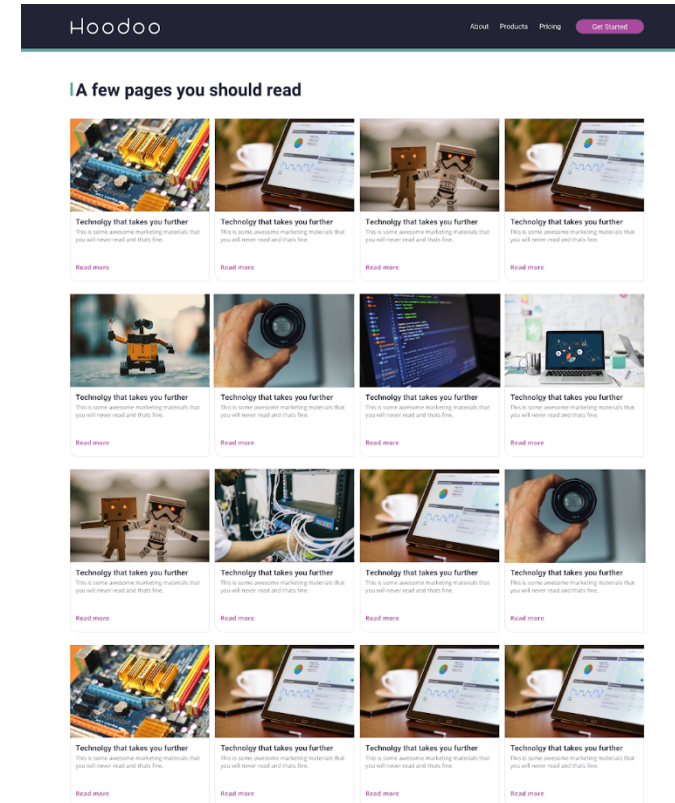 Hoodoo
About Products Pricing Get Started
A few pages you should read
Technolgy that takes you further
This is some awesome marketing materials that
you will never read and thats fine.
Read more
Technolgy that takes you further
This is some awesome marketing materials that
you will never read and thats fine.
Read more
Technolgy that takes you further
This is some awesome marketing materials that
you will never read and thats fine.
Read more
Technolgy that takes you further
This is some awesome marketing materials that
you will never read and thats fine.
Read more
Technolgy that takes you further
This is some awesome marketing materials that
you will never read and thats fine.
Read more
Technolgy that takes you further
This is some awesome marketing materials that
you will never read and thats fine.
Read more
Technolgy that takes you further
This is some awesome marketing materials that
you will never read and thats fine.
Read more
Technolgy that takes you further
This is some awesome marketing materials that
you will never read and thats fine.
Read more
Technolgy that takes you further
This is some awesome marketing materials that
you will never read and thats fine.
Read more
Technolgy that takes you further
This is some awesome marketing materials that
you will never read and thats fine.
Read more
Technolgy that takes you further
This is some awesome marketing materials that
you will never read and thats fine.
Read more
Technolgy that takes you further
This is some awesome marketing materials that
you will never read and thats fine.
Read more
Technolgy that takes you further
This is some awesome marketing materials that
you will never read and thats fine.
Read more
Technolgy that takes you further
This is some awesome marketing materials that
you will never read and thats fine.
Read more
Technolgy that takes you further
This is some awesome marketing materials that
you will never read and thats fine.
Read more
Technolgy that takes you further
This is some awesome marketing materials that
you will never read and thats fine.
Read more